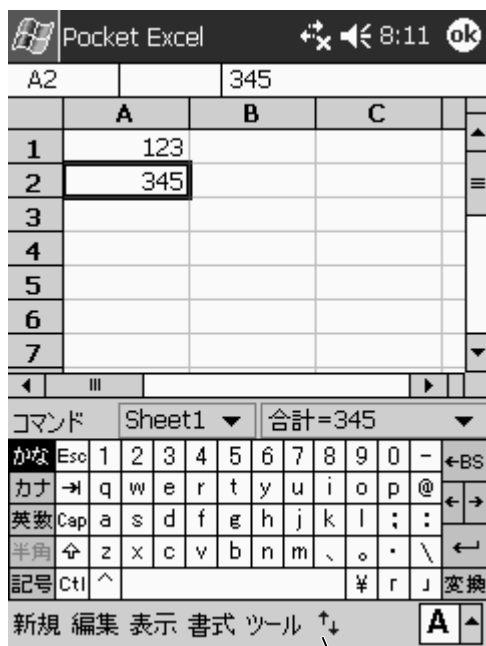 Pocket Excel 8:11 ok
A2 345
A B C
1 123
2 345
3
4
5
6
7
コマンド Sheet1 合計=345
かな Esc 1 2 3 4 5 6 7 8 9 0 - ←BS
カナ →| q w e r t y u i o p @ ← →
英数 Cap a s d f g h j k l ; :
半角 z x c v b n m 、 。 ・ \ ↵
記号 Ctl ^ ¥ 「 」 変換
新規 編集 表示 書式 ツール ↑↓ A